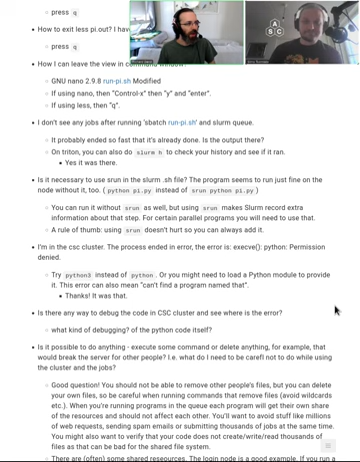 press q
How to exit less pi.out? I hav
press q
How I can leave the view in command window?
GNU nano 2.9.8 run-pi.sh Modified
If using nano, then "Control-x" then "y" and "enter".
If using less, then "q".
I don't see any jobs after running 'sbatch run-pi.sh' and slurm queue.
It probably ended so fast that it's already done. Is the output there?
On triton, you can also do slurm h to check your history and see if it ran.
Yes it was there.
Is it necessary to use srun in the slurm .sh file? The program seems to run just fine on the
node without it, too. ( python pi.py instead of srun python pi.py )
You can run it without srun as well, but using srun makes Slurm record extra
information about that step. For certain parallel programs you will need to use that.
A rule of thumb: using srun doesn't hurt so you can always add it.
I'm in the csc cluster. The process ended in error, the error is: execve(): python: Permission
denied.
Try python3 instead of python . Or you might need to load a Python module to provide
it. This error can also mean "can't find a program named that".
Thanks! It was that.
Is there any way to debug the code in CSC cluster and see where is the error?
what kind of debugging? of the python code itself?
Is it possible to do anything - execute some command or delete anything, for example, that
would break the server for other people? I.e. what do I need to be carefl not to do while using
the cluster and the jobs?
Good question! You should not be able to remove other people's files, but you can delete
your own files, so be careful when running commands that remove files (avoid wildcards
etc.). When you're running programs in the queue each program will get their own share
of the resources and should not affect each other. You'll want to avoid stuff like millions
of web requests, sending spam emails or submitting thousands of jobs at the same time.
You might also want to verify that your code does not create/write/read thousands of
files as that can be bad for the shared file system.
There are (often) some shared resources. The login node is a good example. If you run a